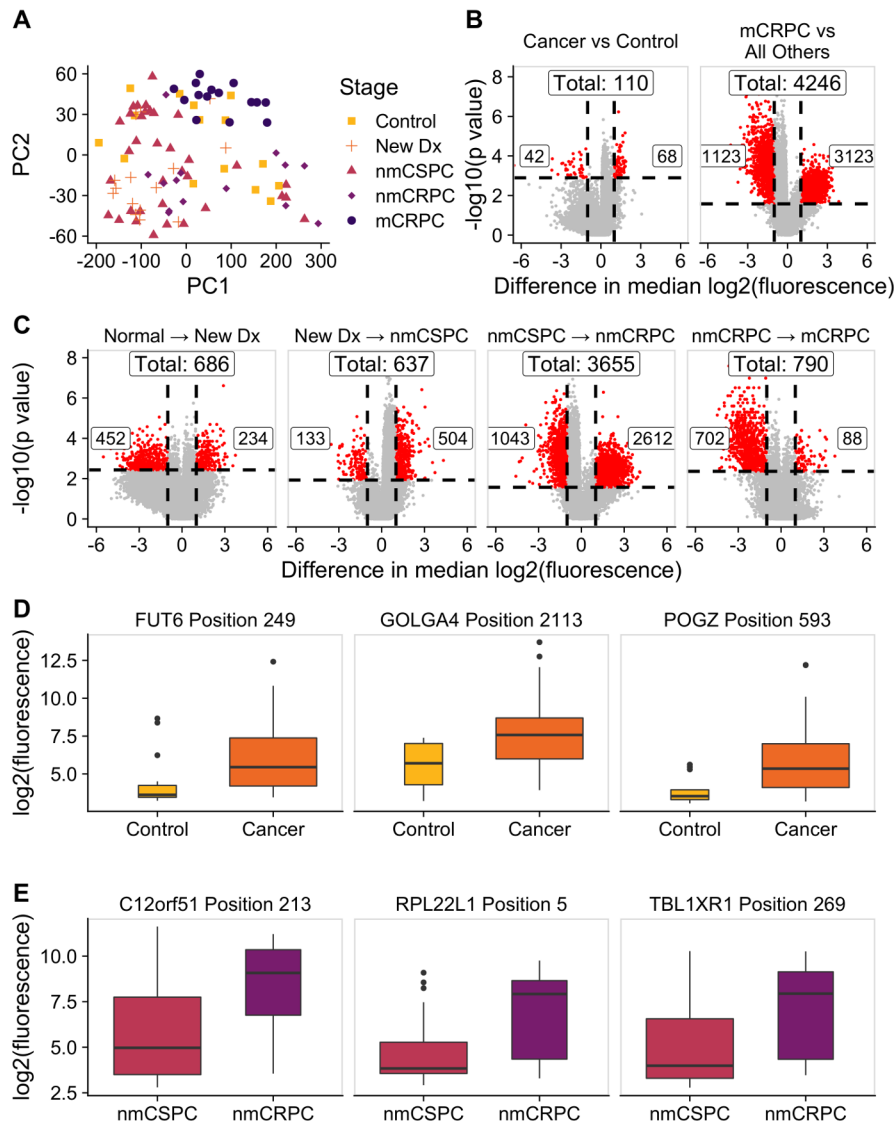 A
60
30
0
-30
-60
PC2
-200 -100 0 100 200 300
PC1
Stage
Control
New Dx
nmCSPC
nmCRPC
mCRPC
B
Cancer vs Control
mCRPC vs
All Others
Total: 110
Total: 4246
42
68
1123
3123
8
6
4
2
0
-log10(p value)
-6 -3 0 3 6
-6 -3 0 3 6
Difference in median log2(fluorescence)
C
Normal → New Dx
New Dx → nmCSPC
nmCSPC → nmCRPC
nmCRPC → mCRPC
Total: 686
Total: 637
Total: 3655
Total: 790
452
234
133
504
1043
2612
702
88
8
6
4
2
0
-log10(p value)
-6 -3 0 3 6
-6 -3 0 3 6
-6 -3 0 3 6
-6 -3 0 3 6
Difference in median log2(fluorescence)
D
FUT6 Position 249
GOLGA4 Position 2113
POGZ Position 593
12.5
10.0
7.5
5.0
log2(fluorescence)
Control Cancer
Control Cancer
Control Cancer
E
C12orf51 Position 213
RPL22L1 Position 5
TBL1XR1 Position 269
10.0
7.5
5.0
2.5
log2(fluorescence)
nmCSPC nmCRPC
nmCSPC nmCRPC
nmCSPC nmCRPC